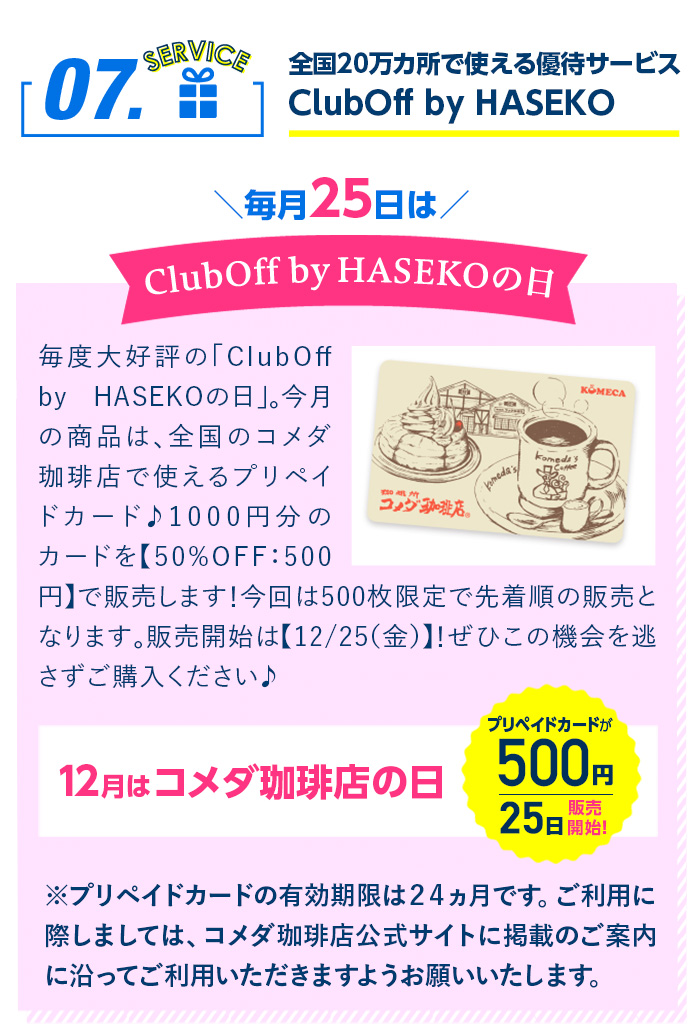 07.
SERVICE
全国20万カ所で使える優待サービス
ClubOff by HASEKO
＼毎月25日は／
ClubOff by HASEKOの日
毎度大好評の「ClubOff
by　HASEKOの日」。今月
の商品は、全国のコメダ
珈琲店で使えるプリペイ
ドカード♪1000円分の
カードを【50%OFF：500
円】で販売します！今回は500枚限定で先着順の販売と
なります。販売開始は【12/25(金)】！ぜひこの機会を逃
さずご購入ください♪
KOMECA
Komeda's
Coffee
Komeda's
珈琲所
コメダ珈琲店
12月はコメダ珈琲店の日
プリペイドカードが
500円
25日販売開始！
※プリペイドカードの有効期限は24ヵ月です。ご利用に
際しましては、コメダ珈琲店公式サイトに掲載のご案内
に沿ってご利用いただきますようお願いいたします。